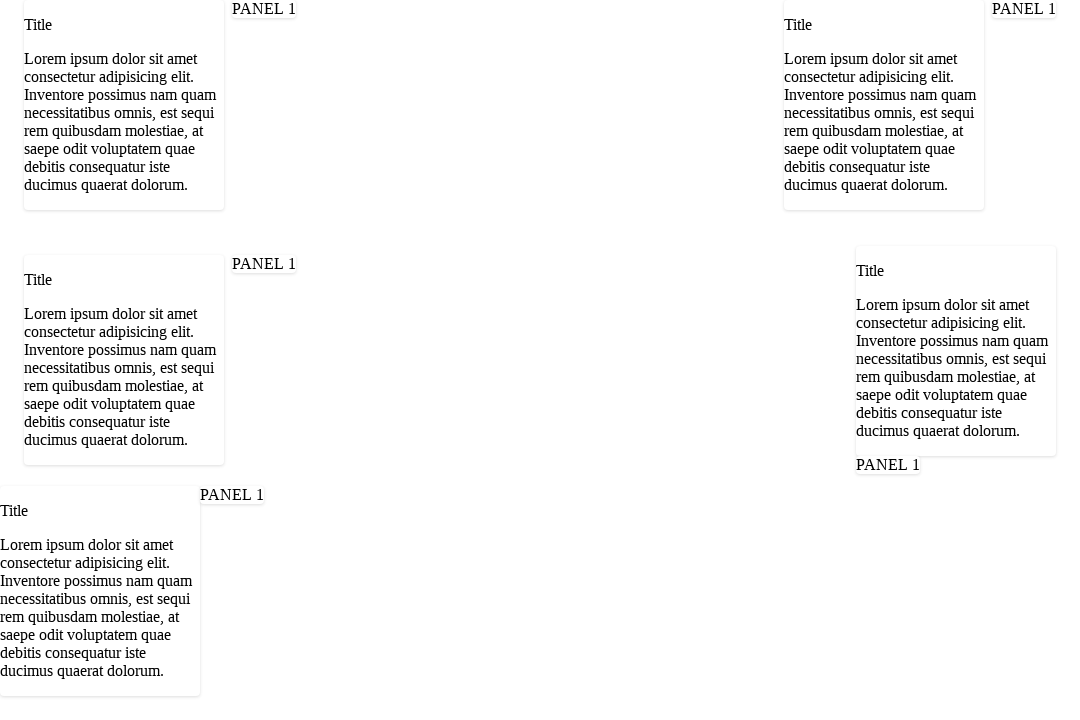 Title
Lorem ipsum dolor sit amet
consectetur adipisicing elit.
Inventore possimus nam quam
necessitatibus omnis, est sequi
rem quibusdam molestiae, at
saepe odit voluptatem quae
debitis consequatur iste
ducimus quaerat dolorum.
PANEL 1
Title
Lorem ipsum dolor sit amet
consectetur adipisicing elit.
Inventore possimus nam quam
necessitatibus omnis, est sequi
rem quibusdam molestiae, at
saepe odit voluptatem quae
debitis consequatur iste
ducimus quaerat dolorum.
PANEL 1
Title
Lorem ipsum dolor sit amet
consectetur adipisicing elit.
Inventore possimus nam quam
necessitatibus omnis, est sequi
rem quibusdam molestiae, at
saepe odit voluptatem quae
debitis consequatur iste
ducimus quaerat dolorum.
PANEL 1
Title
Lorem ipsum dolor sit amet
consectetur adipisicing elit.
Inventore possimus nam quam
necessitatibus omnis, est sequi
rem quibusdam molestiae, at
saepe odit voluptatem quae
debitis consequatur iste
ducimus quaerat dolorum.
PANEL 1
Title
Lorem ipsum dolor sit amet
consectetur adipisicing elit.
Inventore possimus nam quam
necessitatibus omnis, est sequi
rem quibusdam molestiae, at
saepe odit voluptatem quae
debitis consequatur iste
ducimus quaerat dolorum.
PANEL 1